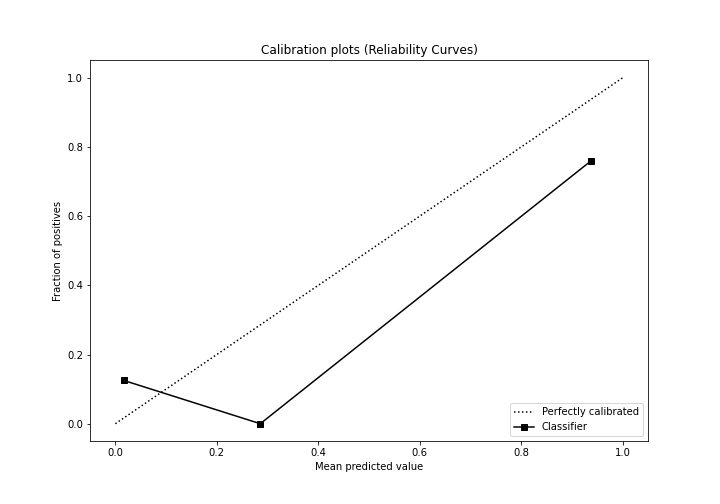 Calibration plots (Reliability Curves)
1.0
0.8
0.6
0.4
0.2
0.0
Fraction of positives
0.0 0.2 0.4 0.6 0.8 1.0
Mean predicted value
Perfectly calibrated
Classifier